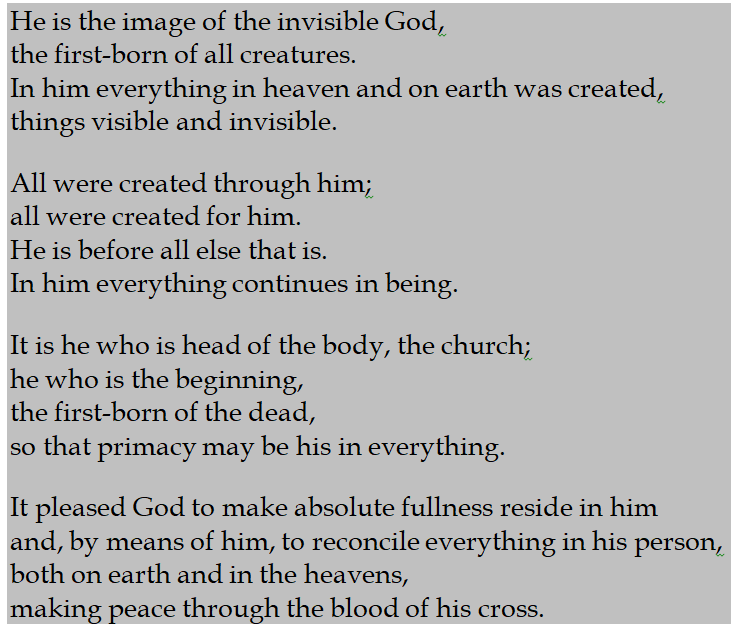 He is the image of the invisible God,
the first-born of all creatures.
In him everything in heaven and on earth was created,
things visible and invisible.
All were created through him;
all were created for him.
He is before all else that is.
In him everything continues in being.
It is he who is head of the body, the church;
he who is the beginning,
the first-born of the dead,
so that primacy may be his in everything.
It pleased God to make absolute fullness reside in him
and, by means of him, to reconcile everything in his person,
both on earth and in the heavens,
making peace through the blood of his cross.